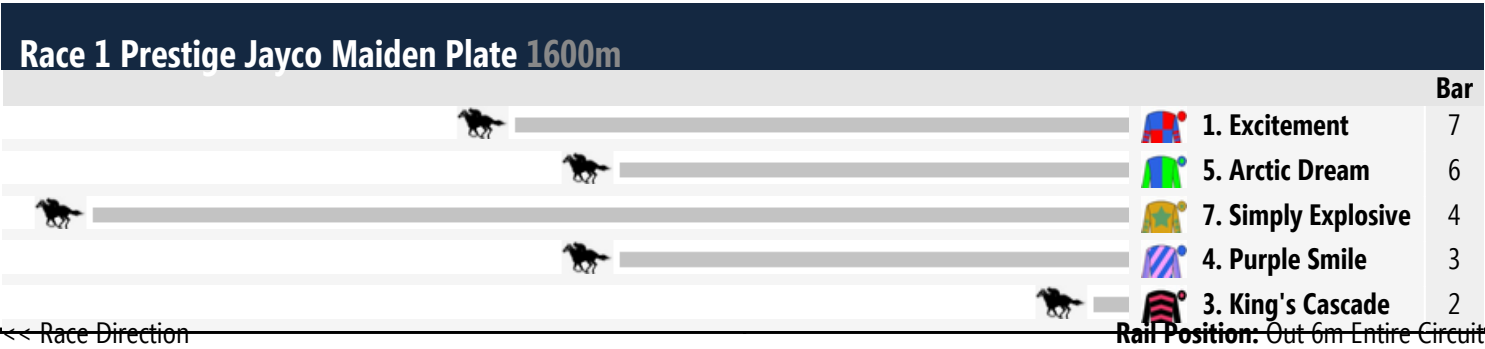 Race 1 Prestige Jayco Maiden Plate 1600m
Bar
1. Excitement 7
5. Arctic Dream 6
7. Simply Explosive 4
4. Purple Smile 3
3. King's Cascade 2
<< Race Direction Rail Position: Out 6m Entire Circuit